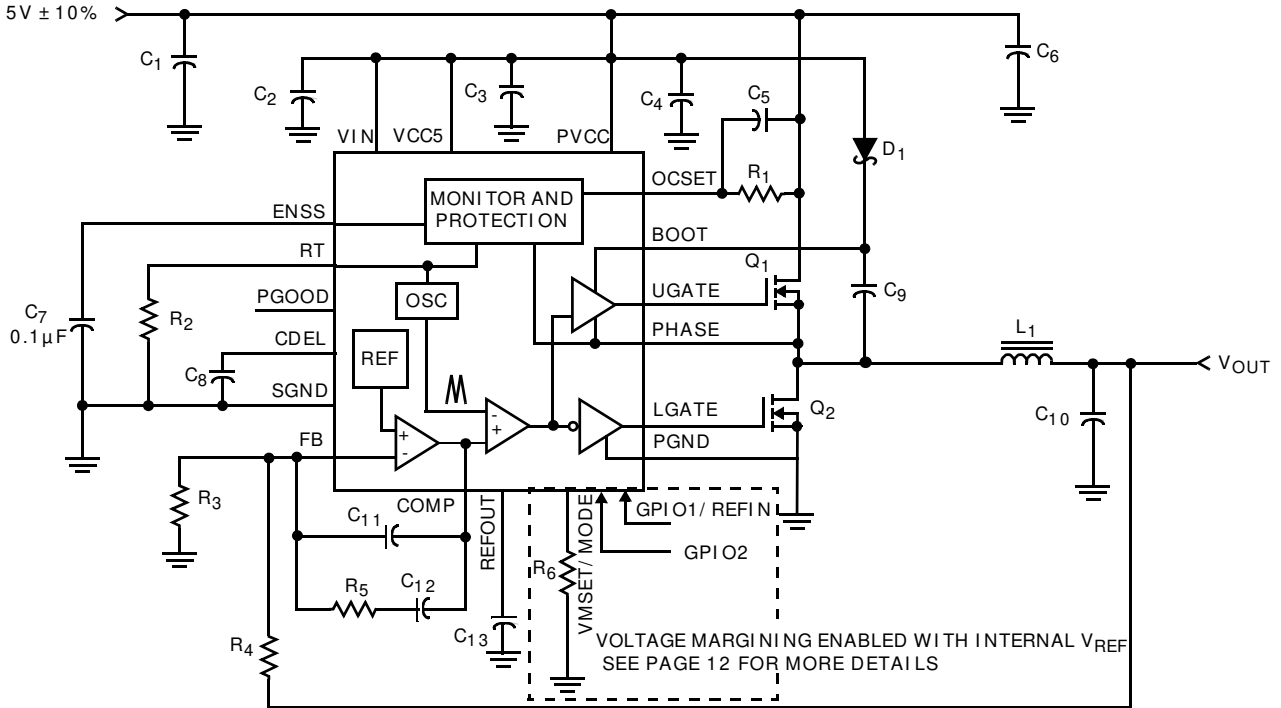 5V ± 10%
C1
C2
C3
C4
C5
C6
VIN
VCC5
PVCC
D1
OCSET
R1
MONITOR AND
PROTECTION
ENSS
BOOT
RT
Q1
OSC
UGATE
C9
PGOOD
C7
0.1µF
R2
PHASE
L1
CDEL
REF
VOUT
C8
SGND
LGATE
Q2
C10
PGND
FB
+
-
-
+
R3
COMP
REFOUT
VMSET/ MODE
GPIO1/ REFIN
GPIO2
C11
R6
R5
C12
C13
R4
VOLTAGE MARGINING ENABLED WITH INTERNAL VREF
SEE PAGE 12 FOR MORE DETAILS